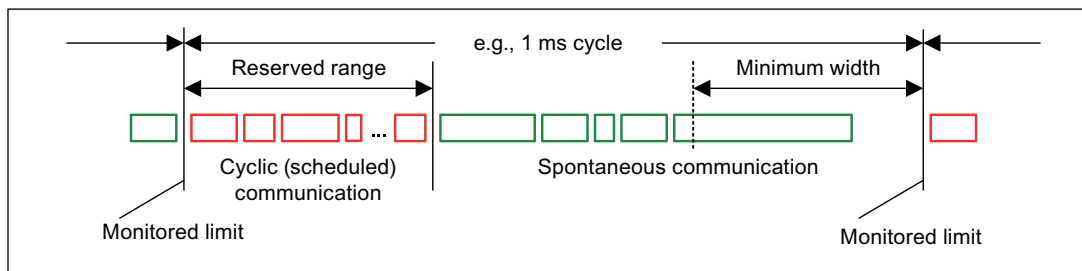 e.g., 1 ms cycle
Reserved range
Minimum width
...
Cyclic (scheduled)
communication
Spontaneous communication
Monitored limit
Monitored limit